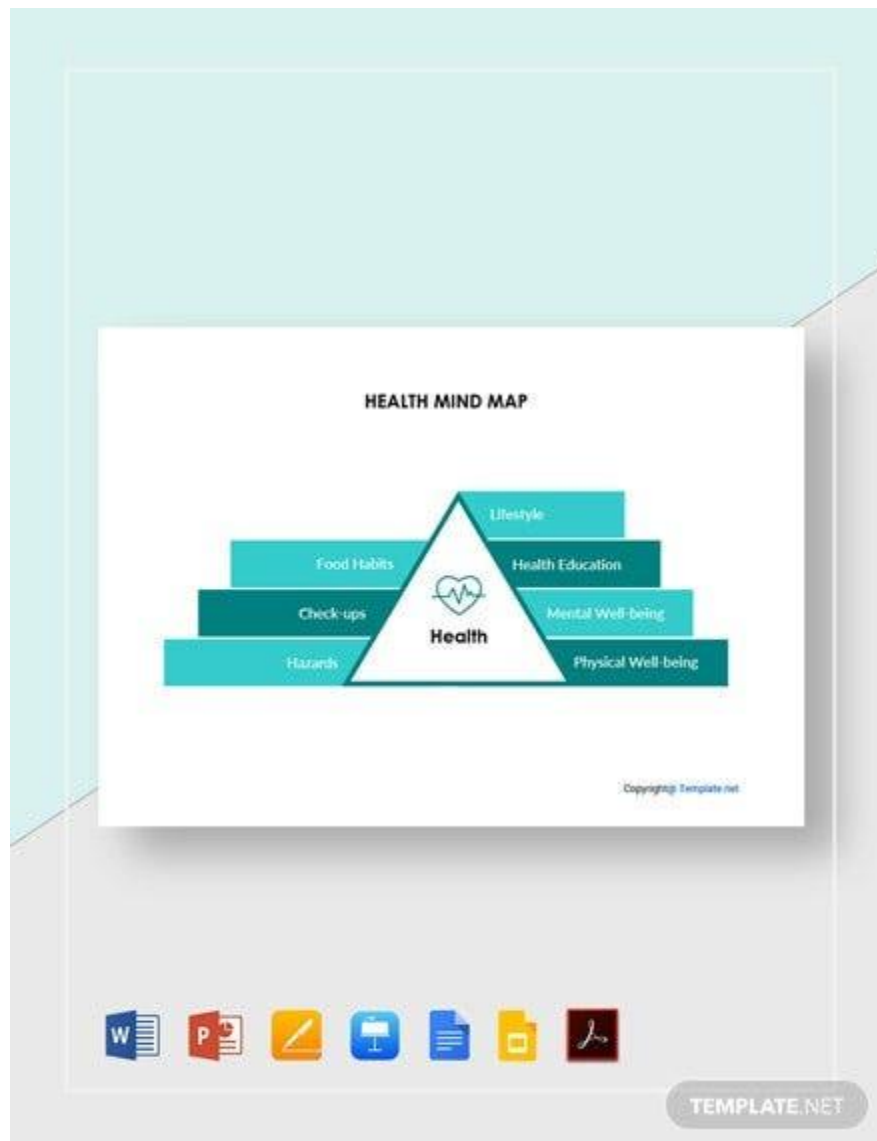 HEALTH MIND MAP
Lifestyle
Food Habits
Health Education
Check-ups
Mental Well-being
Health
Hazards
Physical Well-being
Copyright@ Template.net
W
P
TEMPLATE.NET